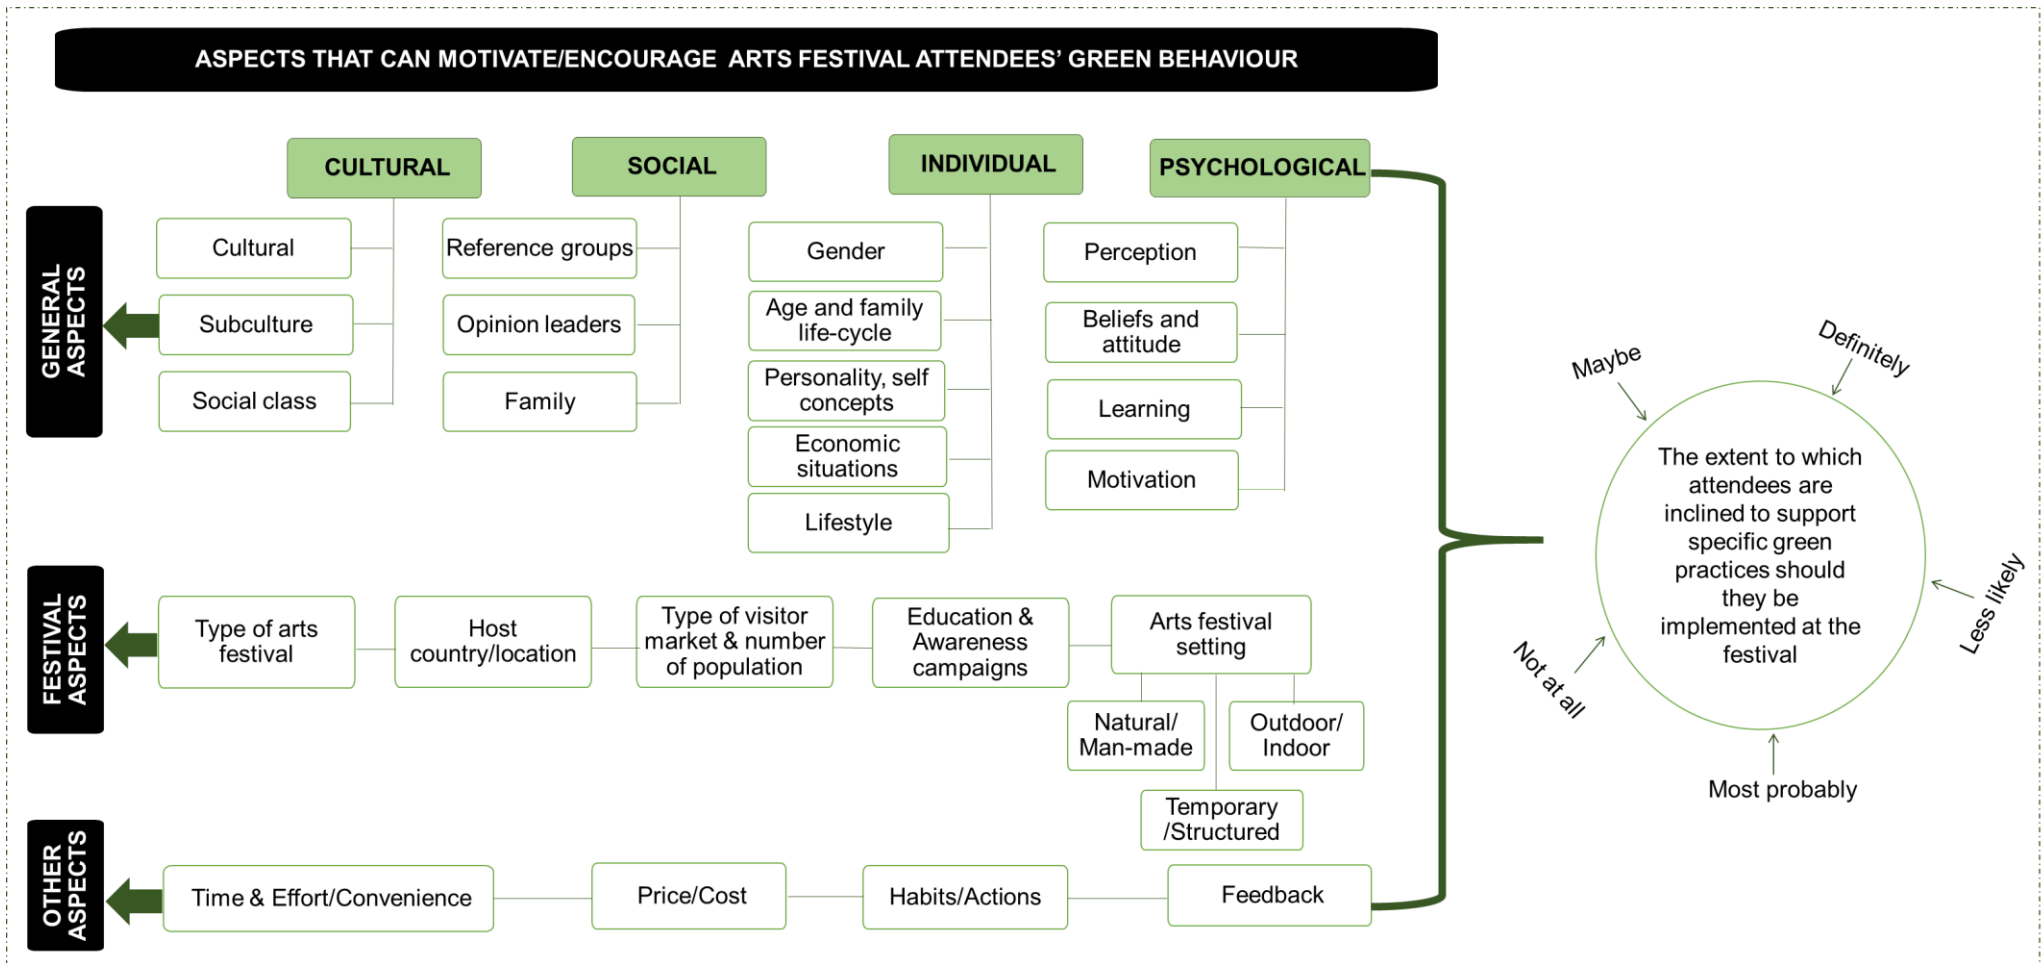 ASPECTS THAT CAN MOTIVATE/ENCOURAGE ARTS FESTIVAL ATTENDEES’ GREEN BEHAVIOUR
GENERAL
ASPECTS
CULTURAL
Cultural
Subculture
Social class
SOCIAL
Reference groups
Opinion leaders
Family
INDIVIDUAL
Gender
Age and family
life-cycle
Personality, self
concepts
Economic
situations
Lifestyle
PSYCHOLOGICAL
Perception
Beliefs and
attitude
Learning
Motivation
FESTIVAL
ASPECTS
Type of arts
festival
Host
country/location
Type of visitor
market & number
of population
Education &
Awareness
campaigns
Arts festival
setting
Natural/
Man-made
Outdoor/
Indoor
Temporary
/Structured
OTHER
ASPECTS
Time & Effort/Convenience
Price/Cost
Habits/Actions
Feedback
Maybe
Definitely
The extent to which
attendees are
inclined to support
specific green
practices should
they be
implemented at the
festival
Less likely
Not at all
Most probably